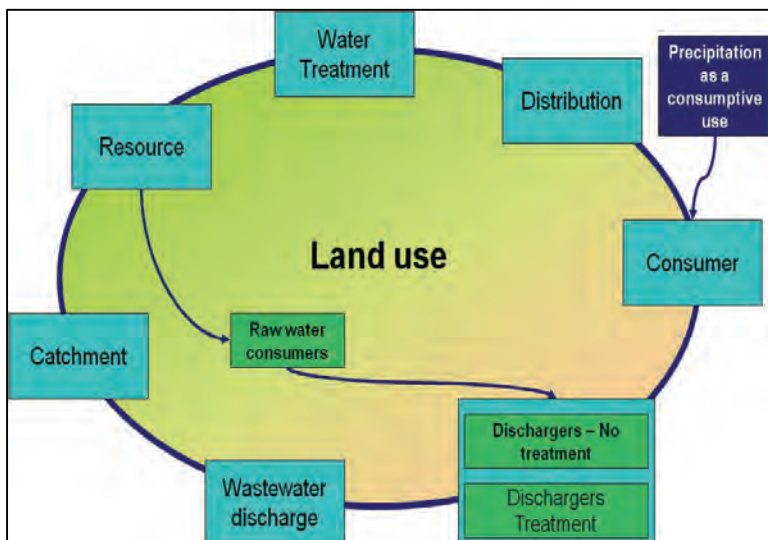 Water
Treatment
Precipitation
as a
consumptive
use
Distribution
Resource
Land use
Consumer
Raw water
consumers
Catchment
Dischargers – No
treatment
Wastewater
discharge
Dischargers
Treatment